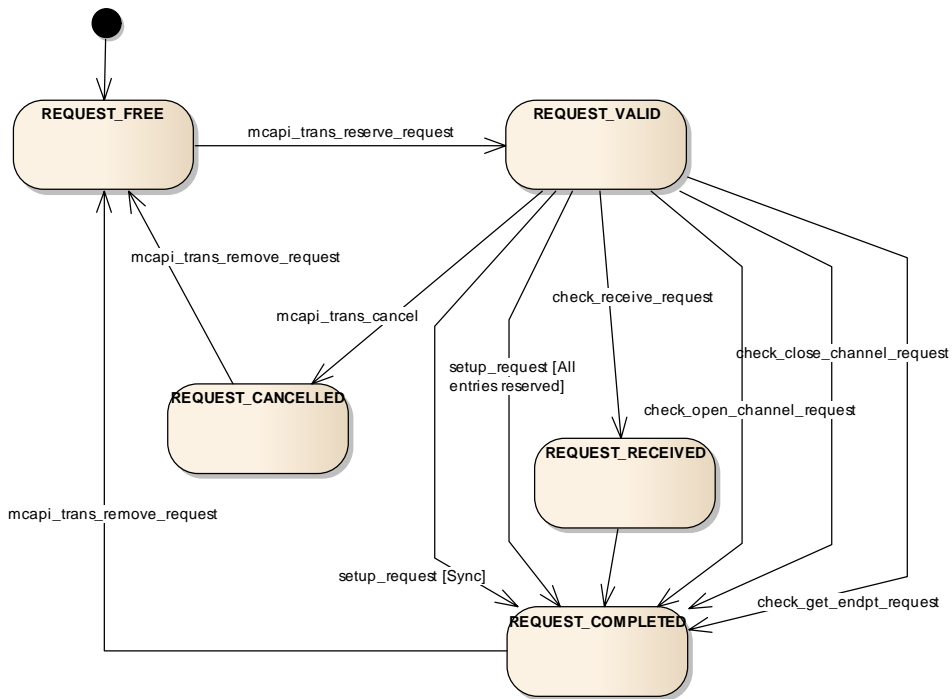 REQUEST_FREE
REQUEST_VALID
mcapi_trans_reserve_request
mcapi_trans_remove_request
check_receive_request
mcapi_trans_cancel
check_close_channel_request
setup_request [All
entries reserved]
REQUEST_CANCELLED
check_open_channel_request
REQUEST_RECEIVED
mcapi_trans_remove_request
setup_request [Sync]
check_get_endpt_request
REQUEST_COMPLETED